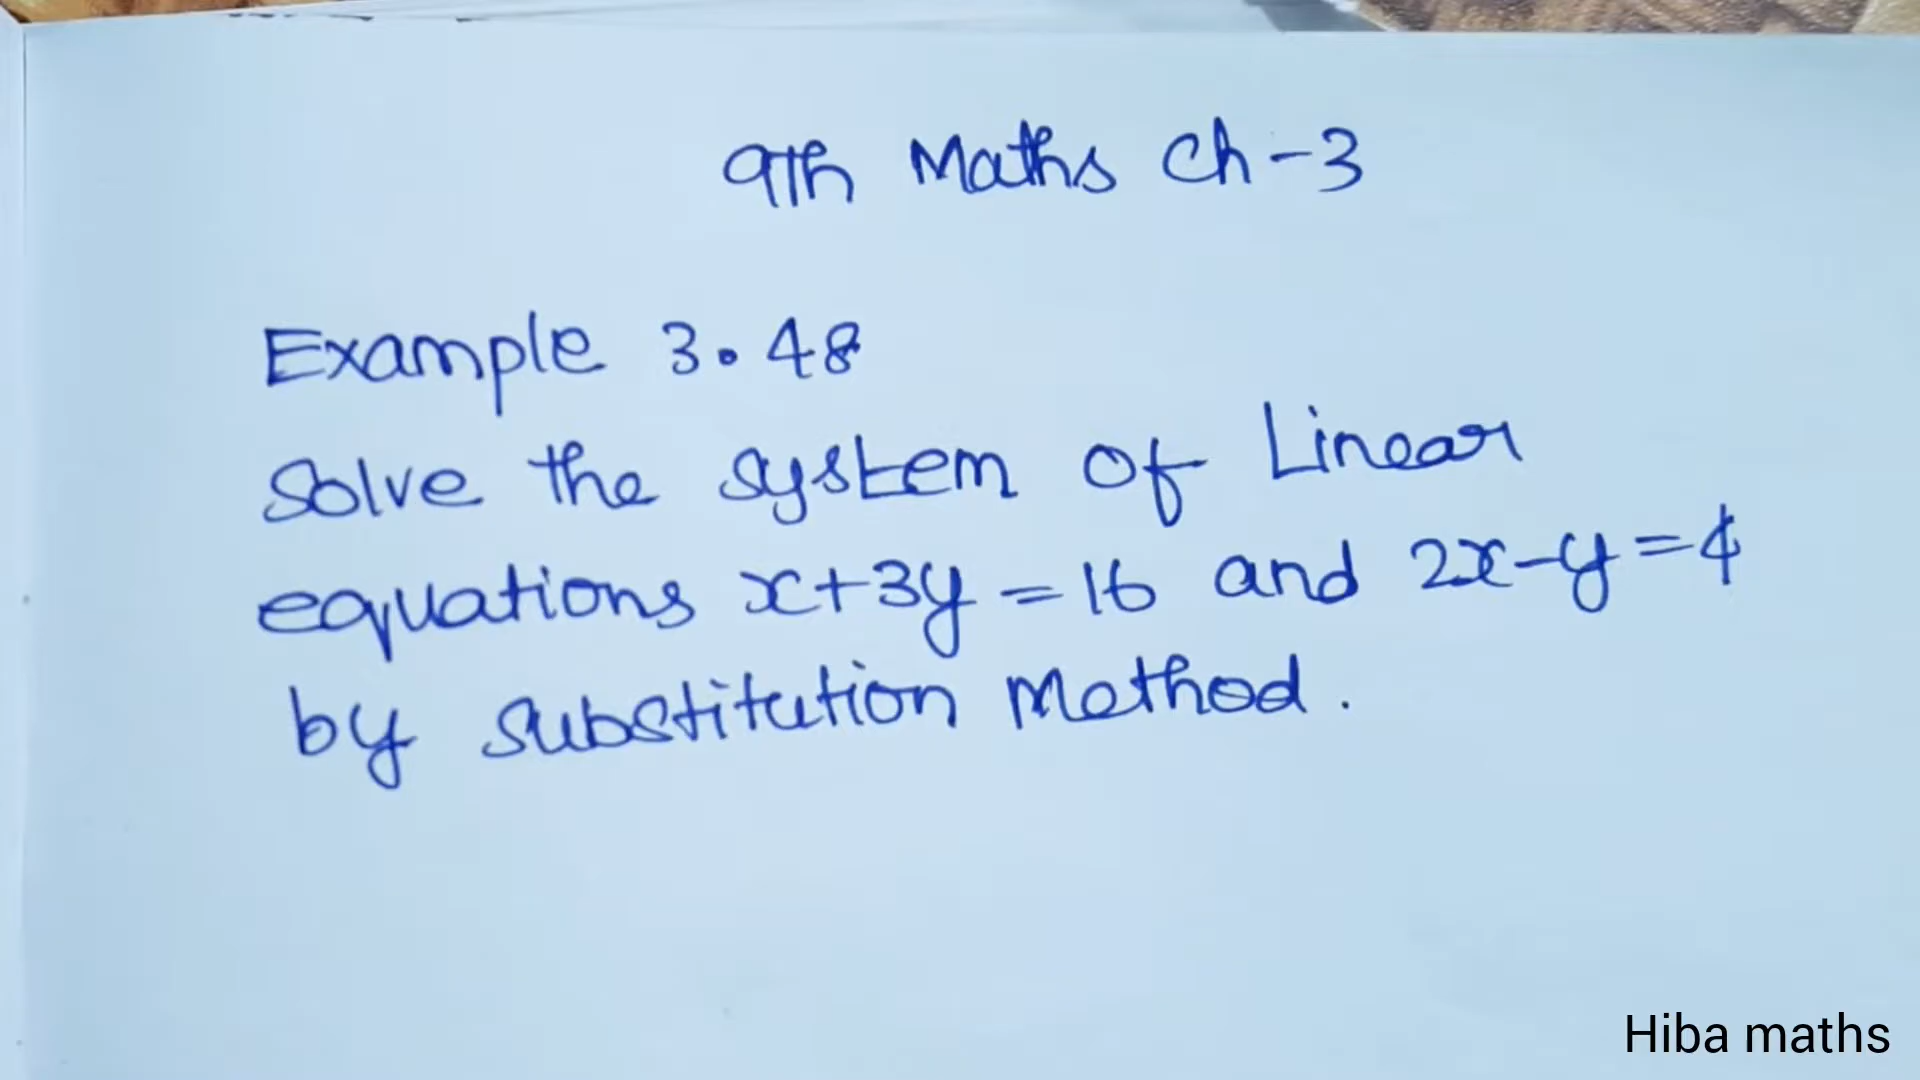 9th Maths Ch-3
Example 3.48
Solve the system of Linear
equations x+3y=16 and 2x-y=4
by substitution Method.
Hiba maths